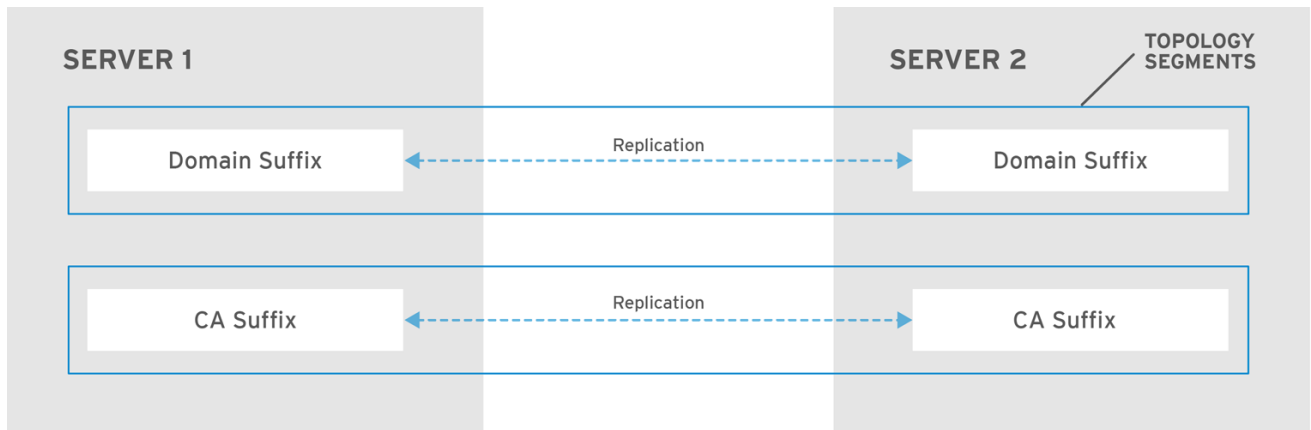 SERVER 1
SERVER 2
TOPOLOGY
SEGMENTS
Domain Suffix
Replication
Domain Suffix
CA Suffix
Replication
CA Suffix